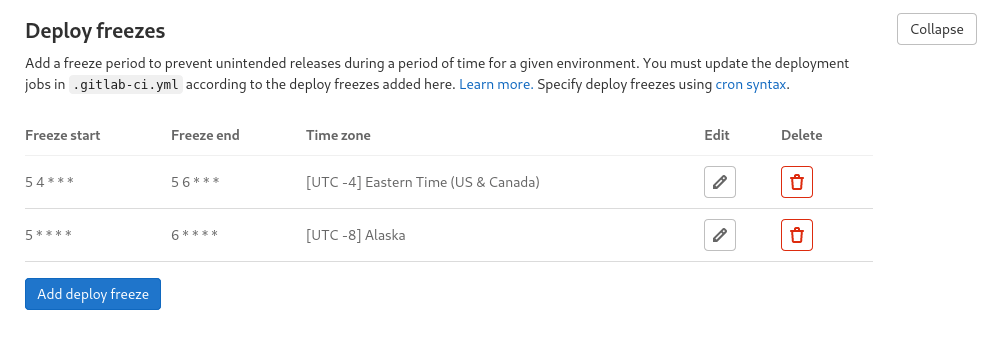 Deploy freezes
Collapse
Add a freeze period to prevent unintended releases during a period of time for a given environment. You must update the deployment
jobs in .gitlab-ci.yml according to the deploy freezes added here. Learn more. Specify deploy freezes using cron syntax.
Freeze start Freeze end Time zone Edit Delete
5 4 * * * 5 6 * * * [UTC -4] Eastern Time (US & Canada)
5 * * * * 6 * * * * [UTC -8] Alaska
Add deploy freeze